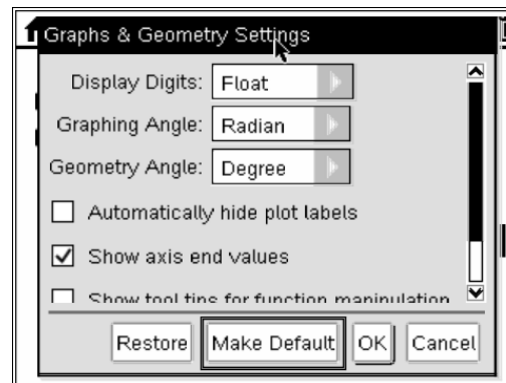 Graphs & Geometry Settings
Display Digits: Float
Graphing Angle: Radian
Geometry Angle: Degree
Automatically hide plot labels
Show axis end values
Show tool tips for function manipulation
Restore Make Default OK Cancel